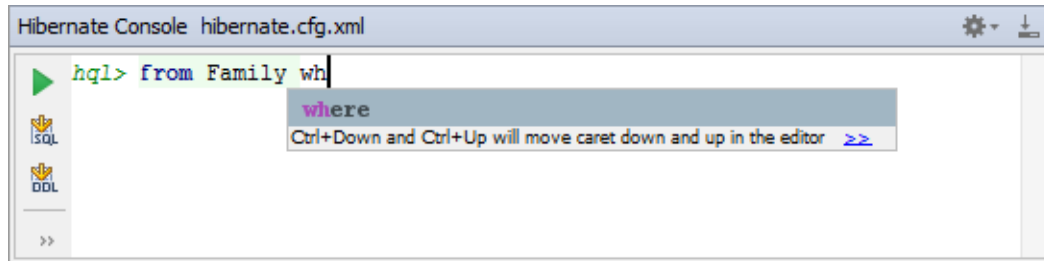 Hibernate Console hibernate.cfg.xml
hql> from Family wh
where
Ctrl+Down and Ctrl+Up will move caret down and up in the editor >>
SQL
DDL
>>